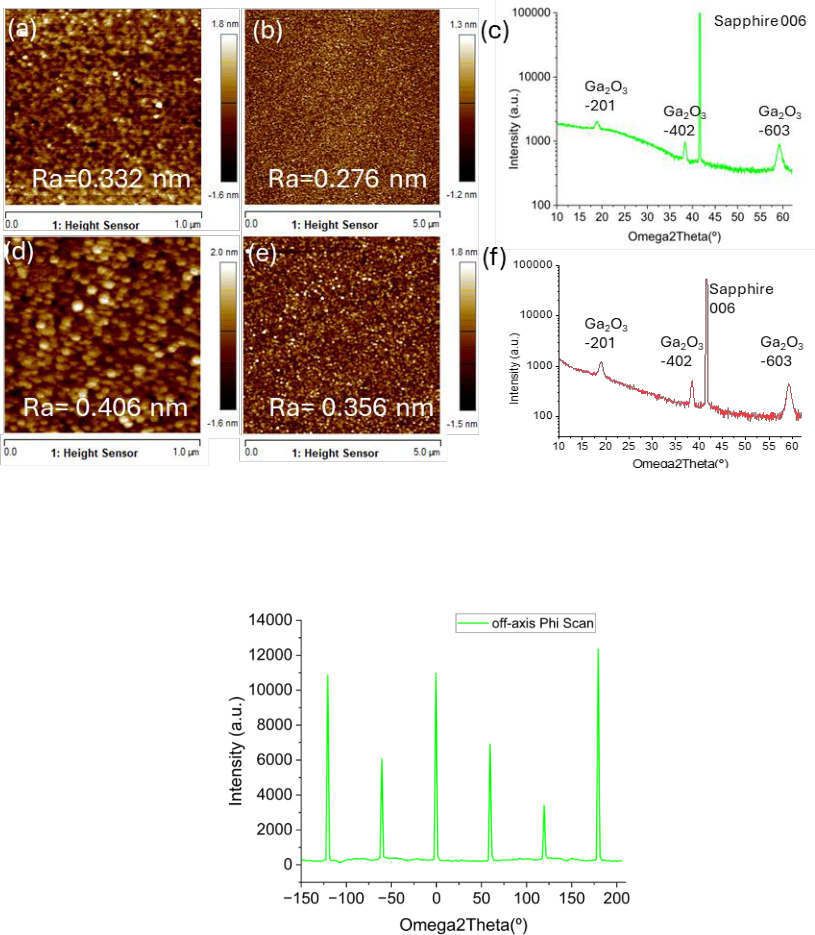 (a)
1.8 nm
-1.6 nm
Ra=0.332 nm
0.0 1: Height Sensor 1.0 µm
(b)
1.3 nm
-1.2 nm
Ra=0.276 nm
0.0 1: Height Sensor 5.0 µm
(c)
Sapphire 006
Ga₂O₃
-201
Ga₂O₃
-402
Ga₂O₃
-603
100000
10000
1000
100
Intensity (a.u.)
10 15 20 25 30 35 40 45 50 55 60
Omega2Theta(º)
(d)
2.0 nm
-1.6 nm
Ra= 0.406 nm
0.0 1: Height Sensor 1.0 µm
(e)
1.8 nm
-1.5 nm
Ra= 0.356 nm
0.0 1: Height Sensor 5.0 µm
(f)
Sapphire
006
Ga₂O₃
-201
Ga₂O₃
-402
Ga₂O₃
-603
100000
10000
1000
100
Intensity (a.u.)
10 15 20 25 30 35 40 45 50 55 60
Omega2Theta(º)
off-axis Phi Scan
14000
12000
10000
8000
6000
4000
2000
0
Intensity (a.u.)
−150 −100 −50 0 50 100 150 200
Omega2Theta(º)